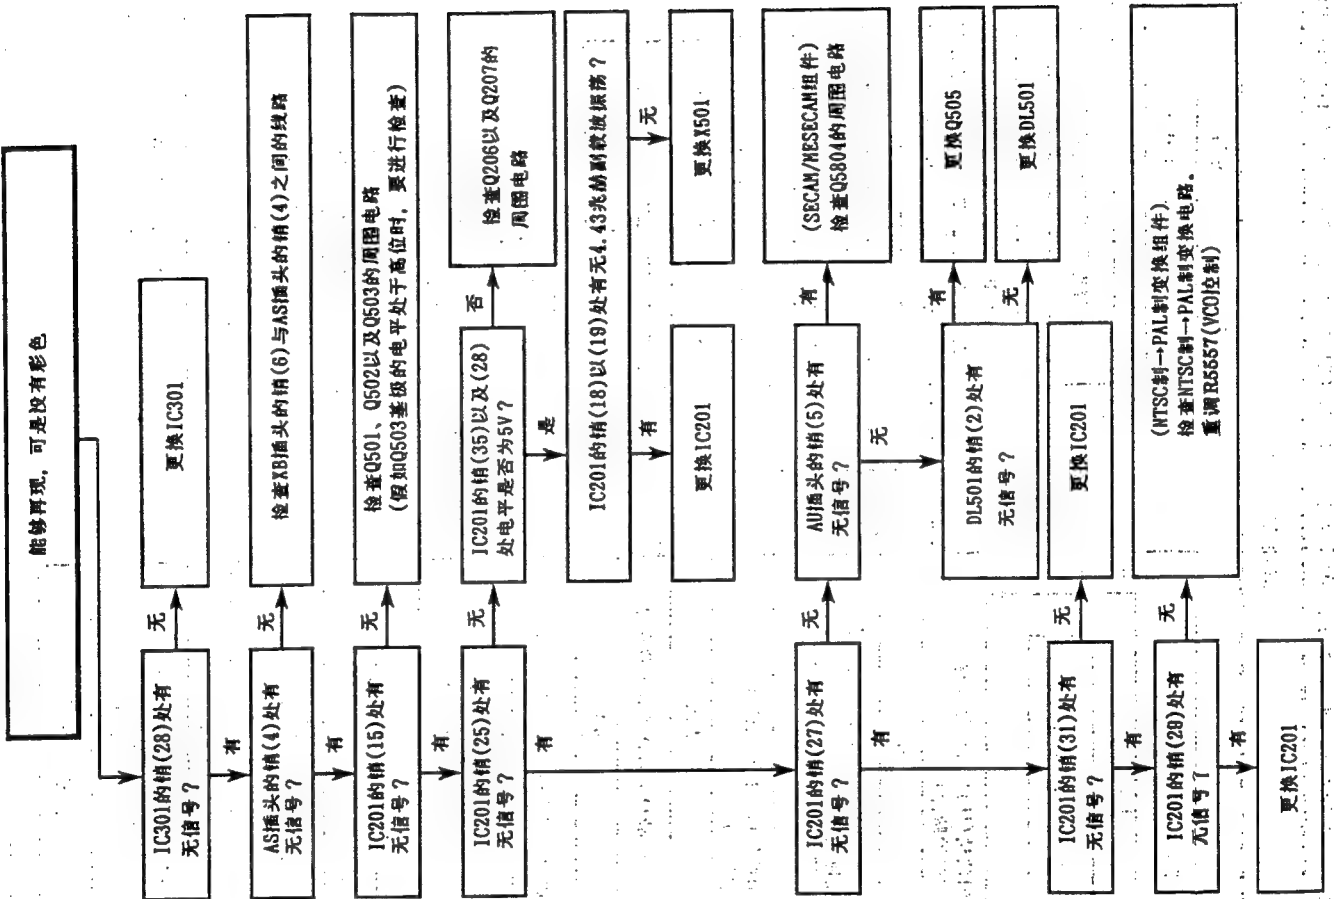 能够再现，可是没有彩色
IC301的销(28)处有
无信号？
无
更换IC301
有
AS插头的销(4)处有
无信号？
无
检查XB插头的销(6)与AS插头的销(4)之间的线路
有
IC201的销(15)处有
无信号？
无
检查Q501、Q502以及Q503的周围电路
(假如Q503基极的电平处于高位时，要进行检查)
有
IC201的销(25)处有
无信号？
无
IC201的销(35)以及(28)
处电平是否为5V？
否
检查Q206以及Q207的
周围电路
是
IC201的销(18)以(19)处有无4.43兆赫副载波振荡？
无
更换X501
有
更换IC201
有
IC201的销(27)处有
无信号？
无
AU插头的销(5)处有
无信号？
有
(SECAM/MESECAM组件)
检查Q5804的周围电路
无
DL501的销(2)处有
无信号？
有
更换Q505
无
更换DL501
有
IC201的销(31)处有
无信号？
无
更换IC201
有
IC201的销(29)处有
无信号？
无
(NTSC制→PAL制变换组件)
检查NTSC制→PAL制变换电路。
重调R5557(VCO控制)
有
更换IC201